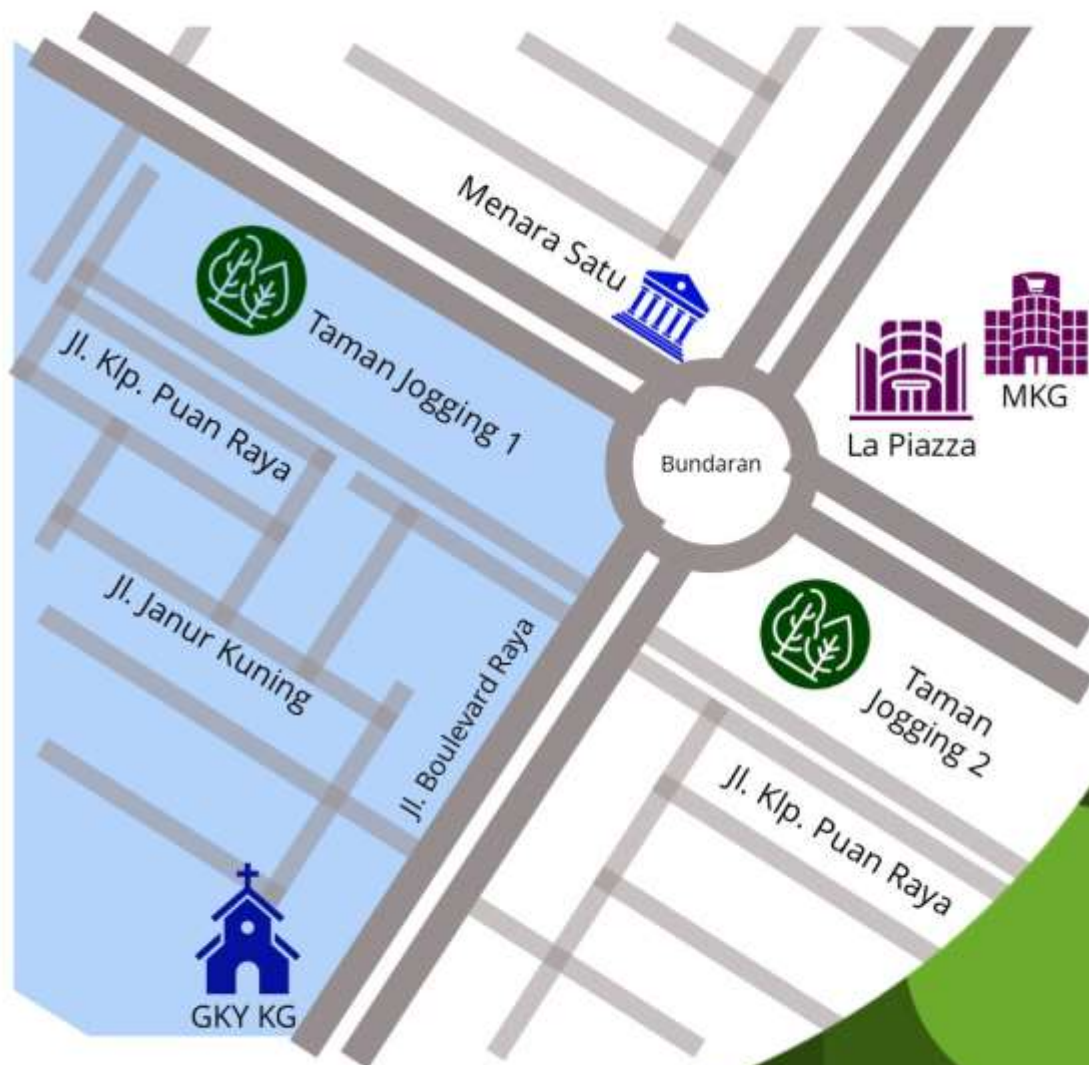 Menara Satu
Taman Jogging 1
Jl. Klp. Puan Raya
MKG
La Piazza
Bundaran
Jl. Janur Kuning
Jl. Boulevard Raya
Taman
Jogging 2
Jl. Klp. Puan Raya
GKY KG